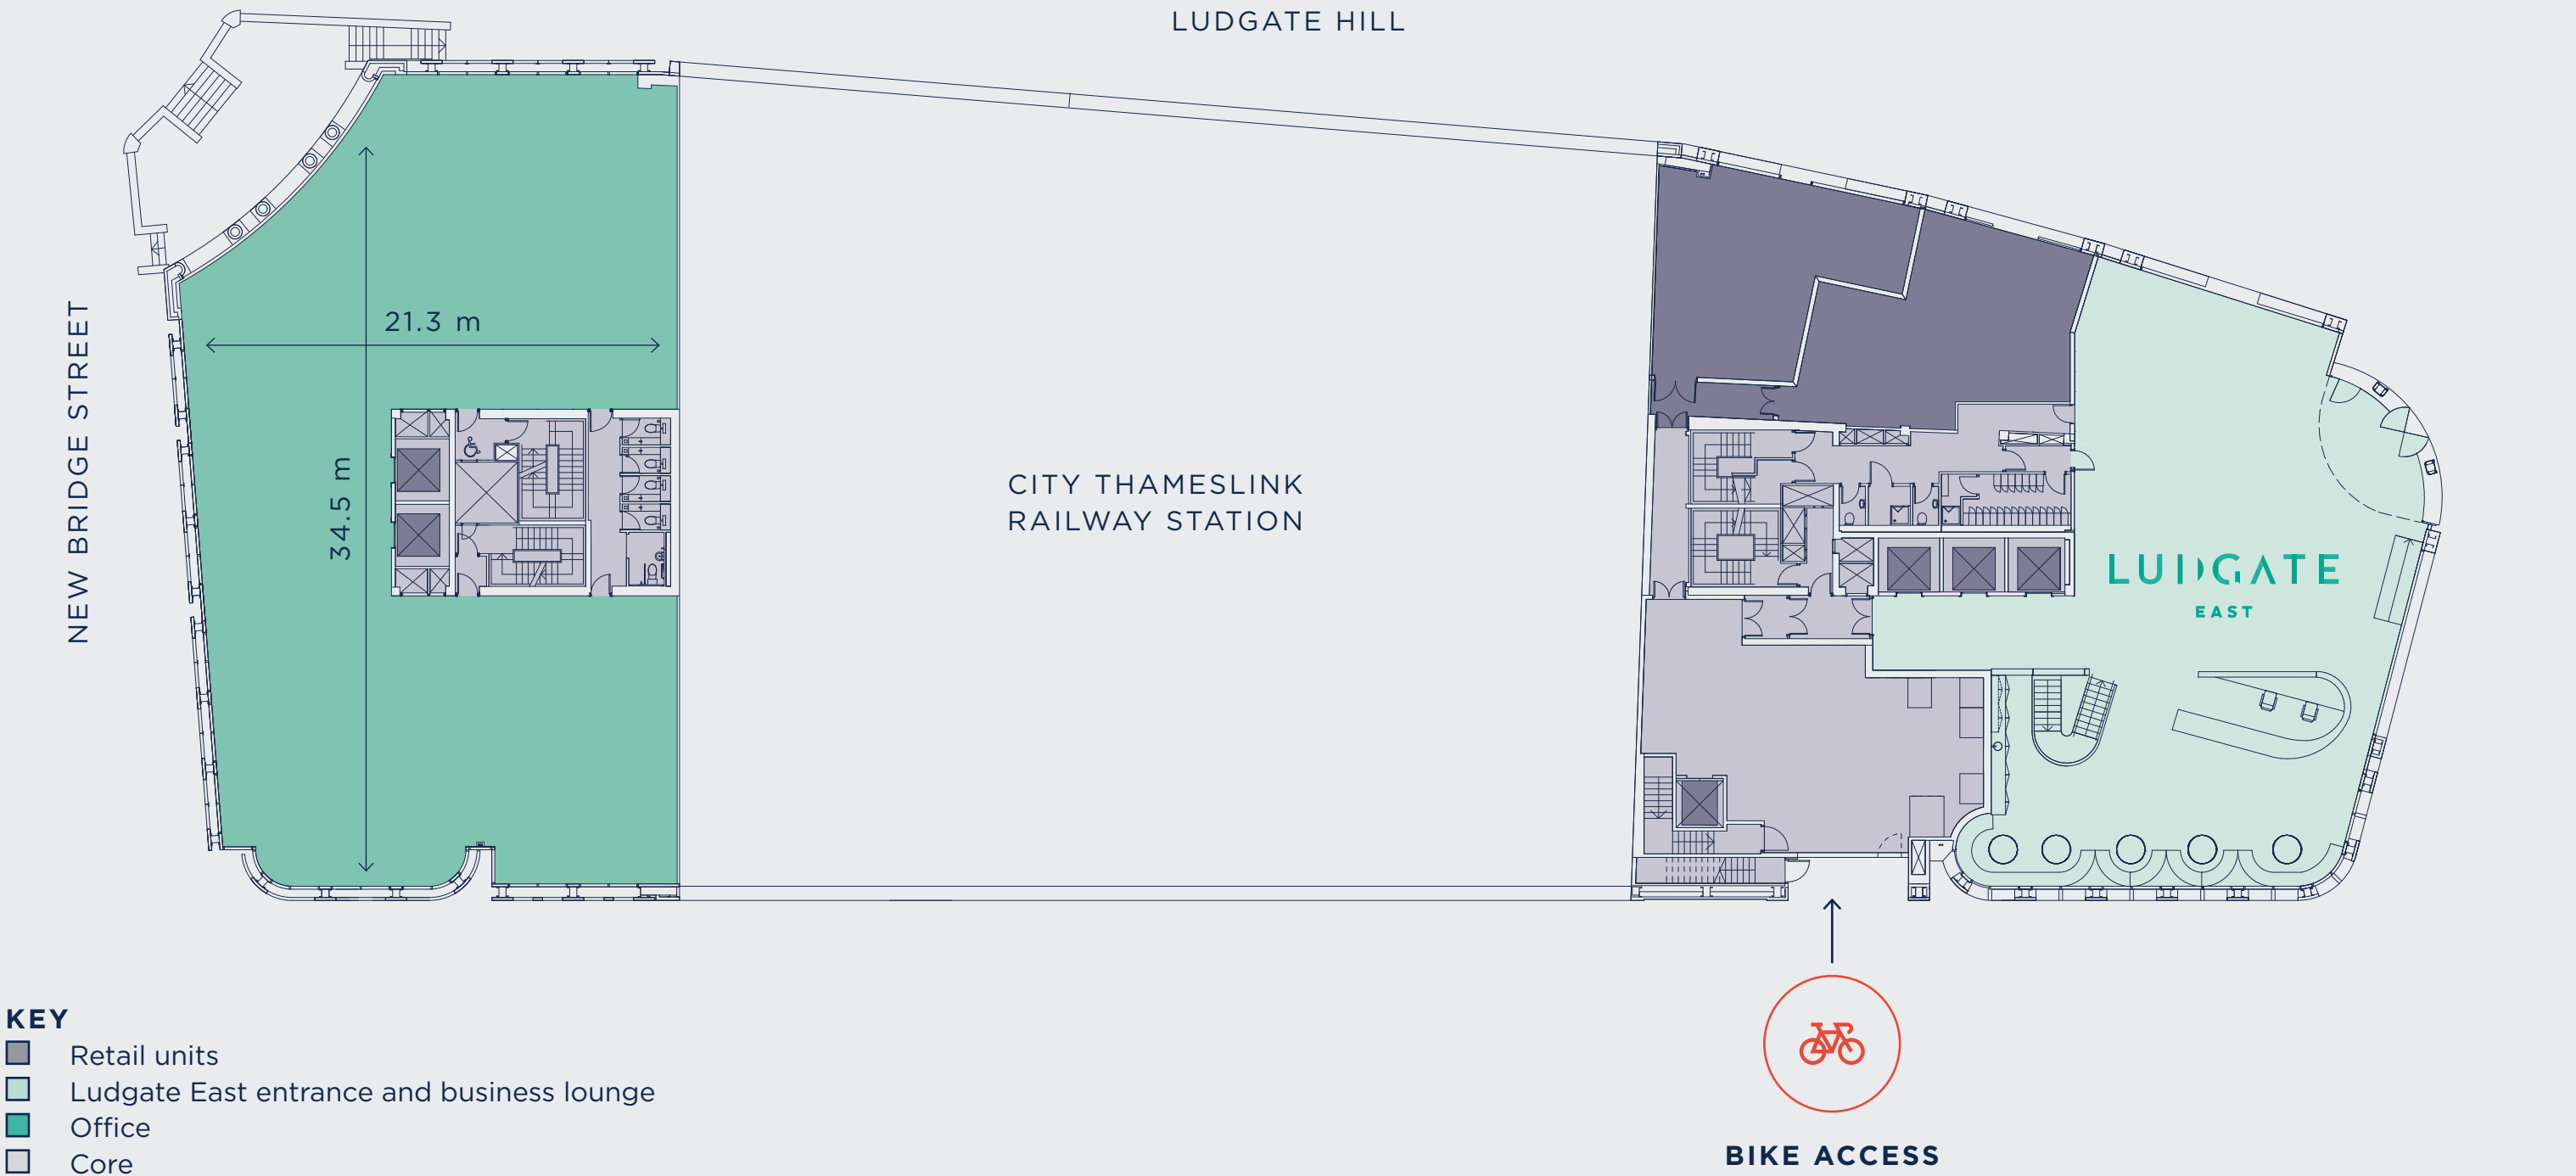 LUDGATE HILL
NEW BRIDGE STREET
21.3 m
34.5 m
CITY THAMESLINK
RAILWAY STATION
LUDGATE
EAST
KEY
Retail units
Ludgate East entrance and business lounge
Office
Core
BIKE ACCESS